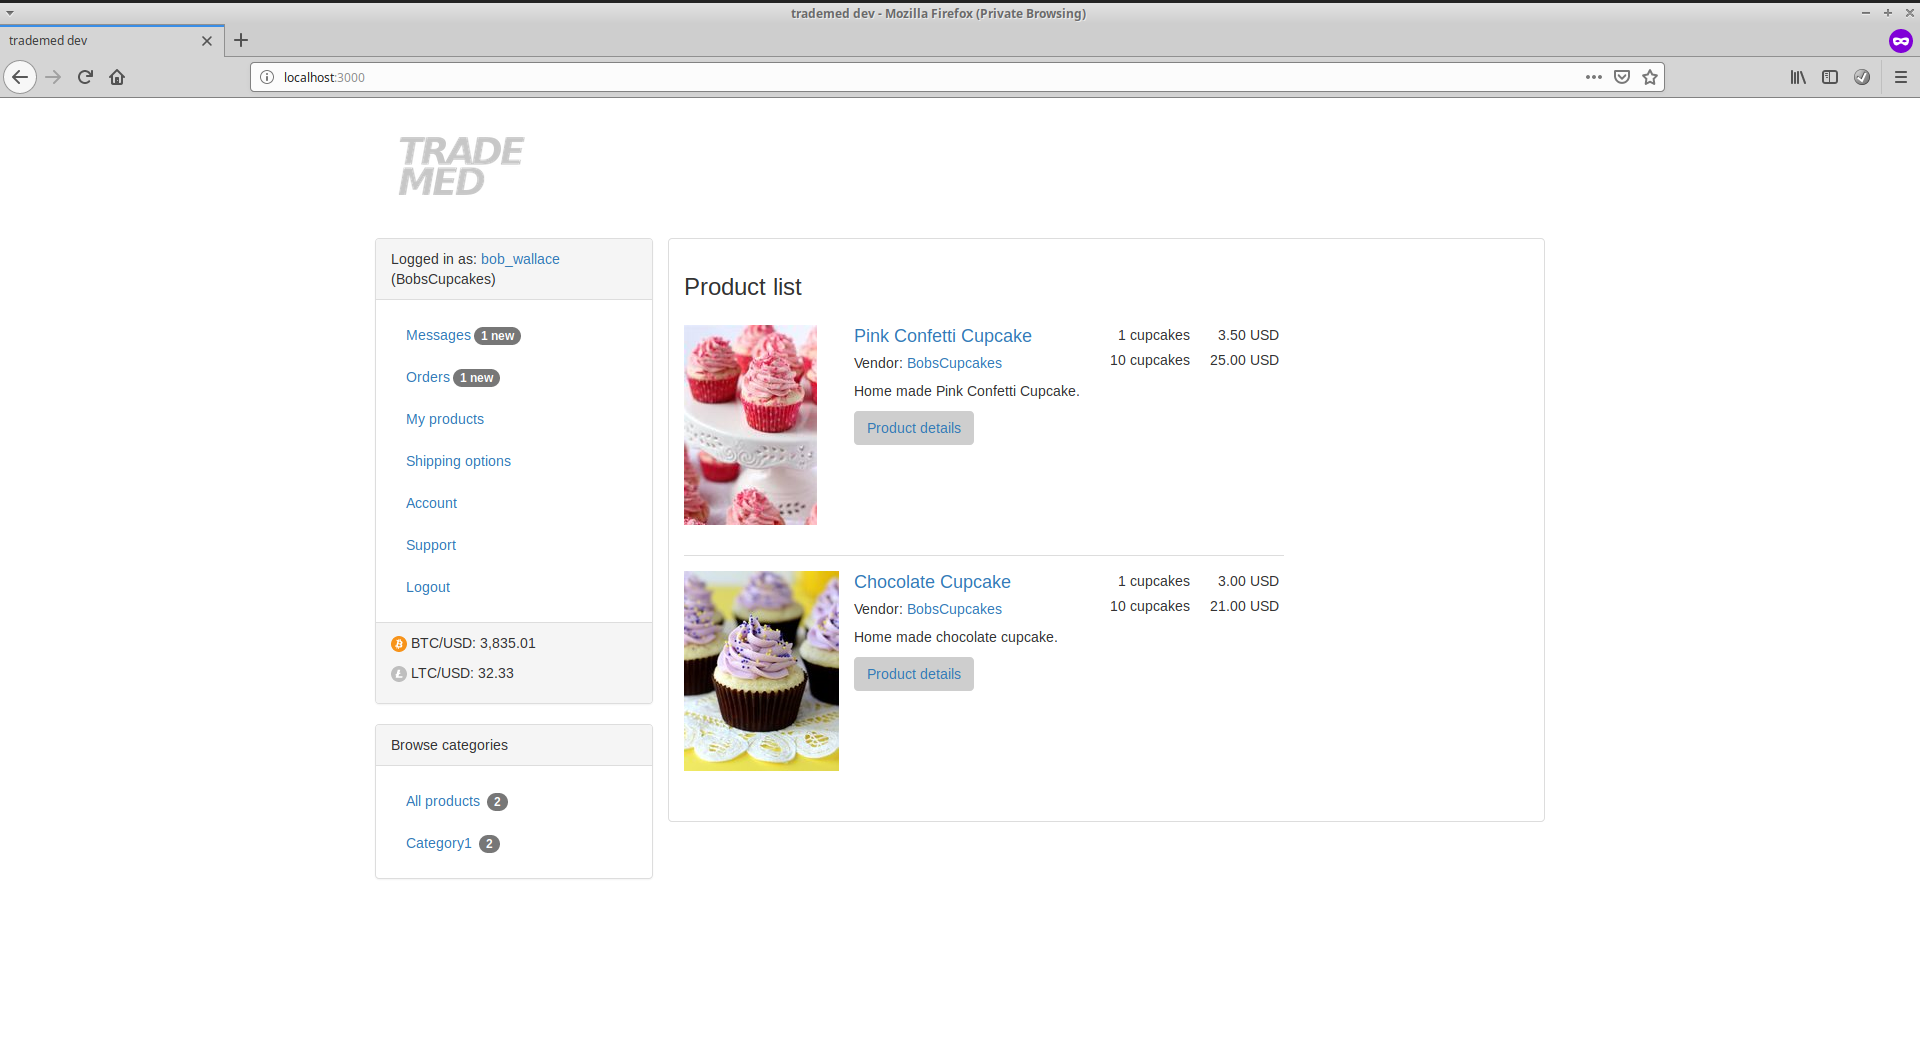 trademed dev - Mozilla Firefox (Private Browsing)
trademed dev
localhost:3000
TRADE
MED
Logged in as: bob_wallace
(BobsCupcakes)
Messages 1 new
Orders 1 new
My products
Shipping options
Account
Support
Logout
BTC/USD: 3,835.01
LTC/USD: 32.33
Browse categories
All products 2
Category1 2
Product list
Pink Confetti Cupcake
Vendor: BobsCupcakes
Home made Pink Confetti Cupcake.
Product details
1 cupcakes 3.50 USD
10 cupcakes 25.00 USD
Chocolate Cupcake
Vendor: BobsCupcakes
Home made chocolate cupcake.
Product details
1 cupcakes 3.00 USD
10 cupcakes 21.00 USD